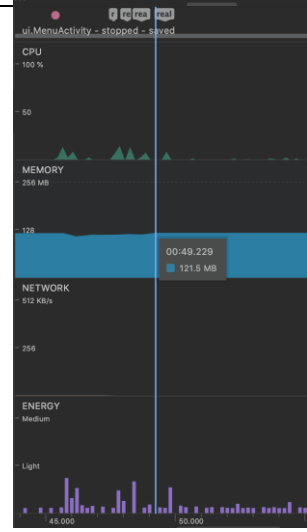 r re rea real
ui.MenuActivity - stopped - saved
CPU
100 %
50
MEMORY
256 MB
128
00:49.229
121.5 MB
NETWORK
512 KB/s
256
ENERGY
Medium
Light
45.000 50.000